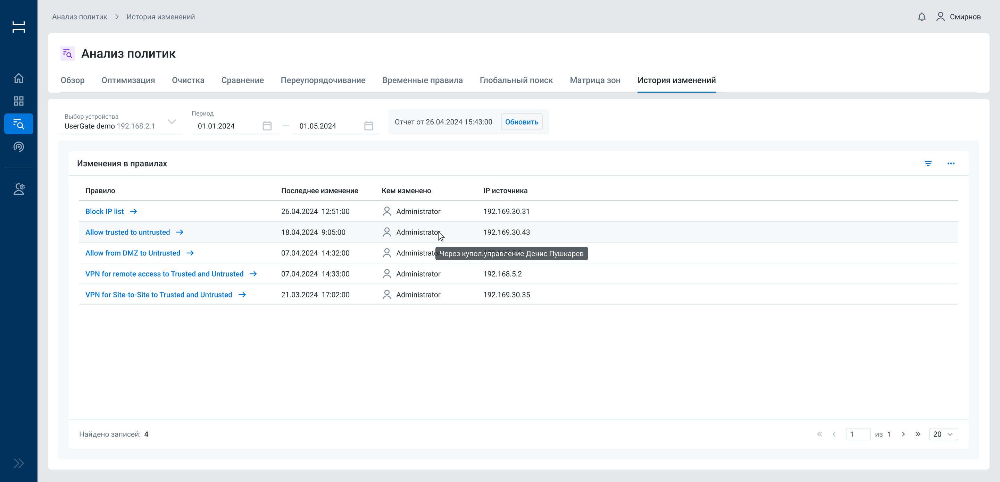 Анализ политик История изменений Смирнов
Анализ политик
Обзор Оптимизация Очистка Сравнение Переупорядочивание Временные правила Глобальный поиск Матрица зон История изменений
Выбор устройства
UserGate demo 192.168.2.1
Период
01.01.2024 — 01.05.2024
Отчет от 26.04.2024 15:43:00 Обновить
Изменения в правилах
Правило Последнее изменение Кем изменено IP источника
Block IP list 26.04.2024 12:51:00 Administrator 192.169.30.31
Allow trusted to untrusted 18.04.2024 9:05:00 Administrator 192.169.30.43
Allow from DMZ to Untrusted 07.04.2024 14:32:00 Administrator
Через купол.управление Денис Пушкарев
VPN for remote access to Trusted and Untrusted 07.04.2024 14:33:00 Administrator 192.168.5.2
VPN for Site-to-Site to Trusted and Untrusted 21.03.2024 17:02:00 Administrator 192.169.30.35
Найдено записей: 4
1 из 1 20